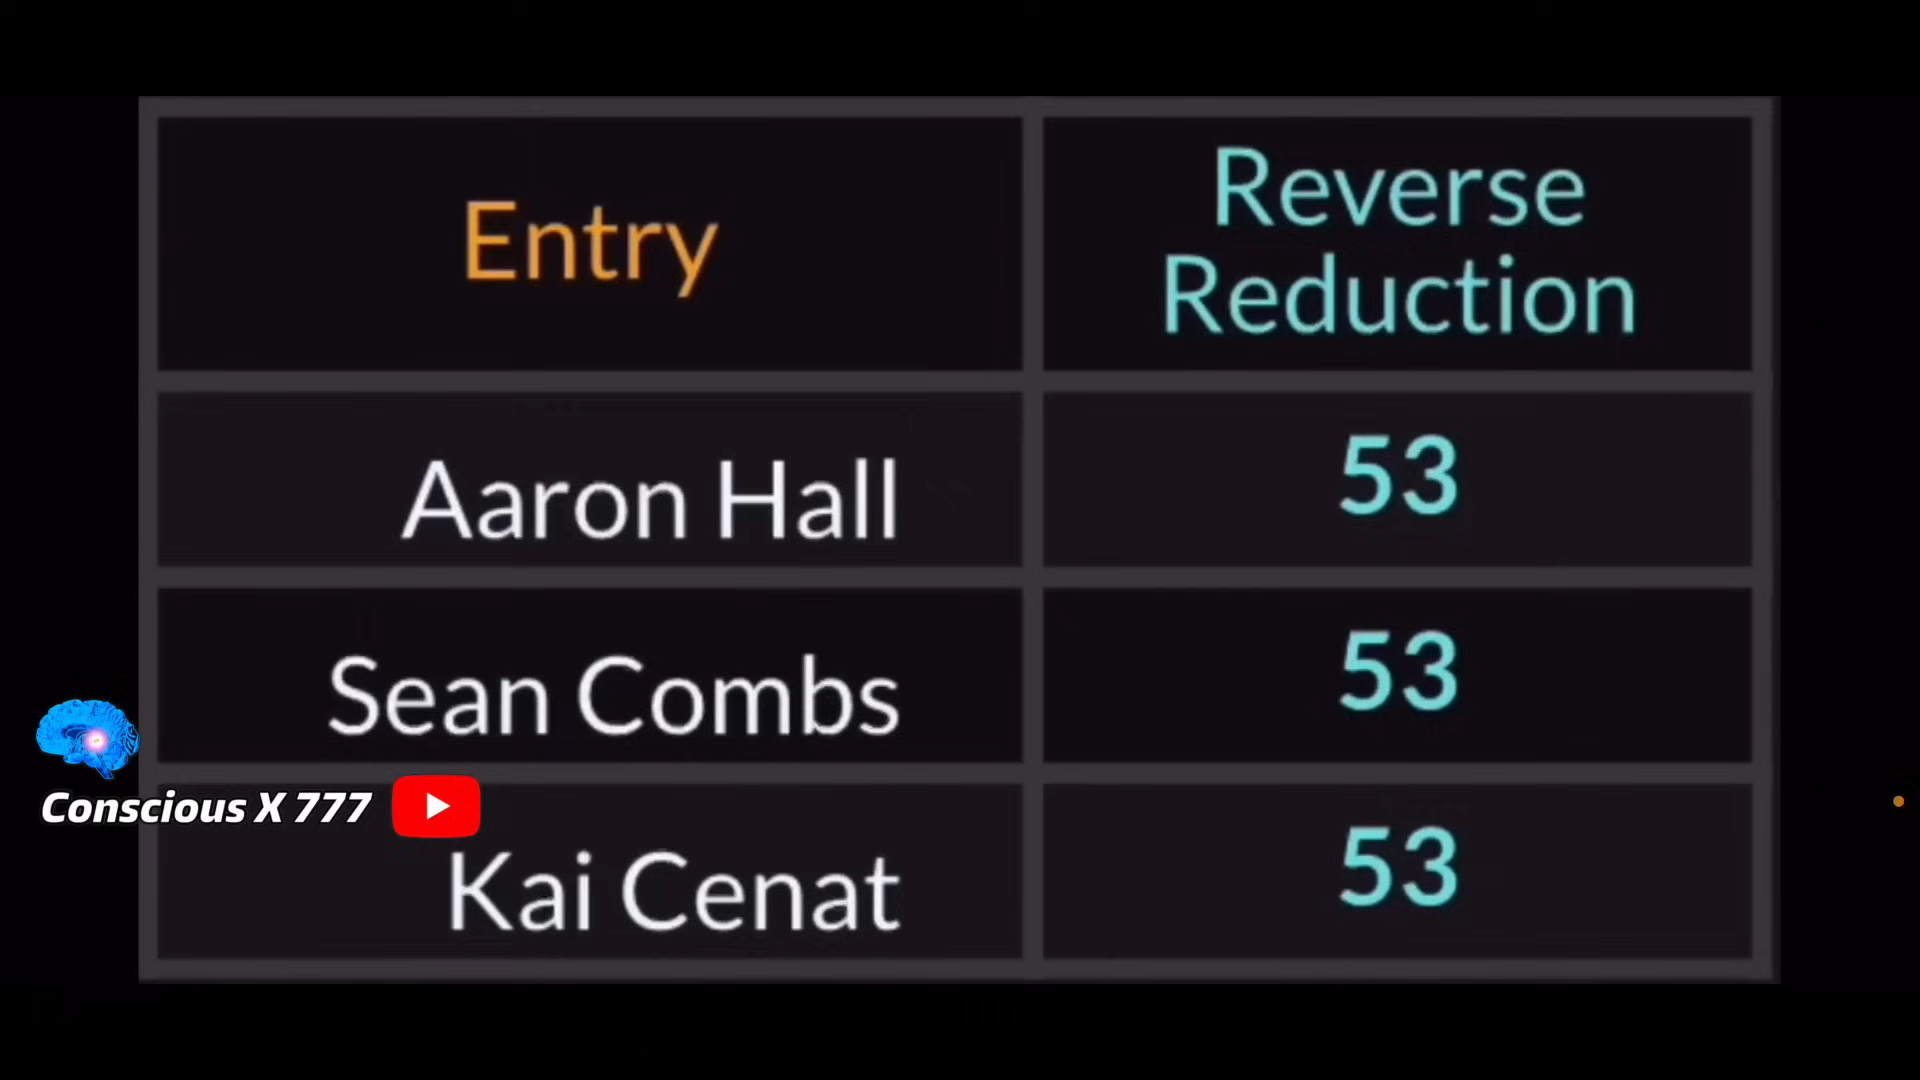 Entry
Reverse
Reduction
Aaron Hall
53
Sean Combs
53
Conscious X 777
Kai Cenat
53